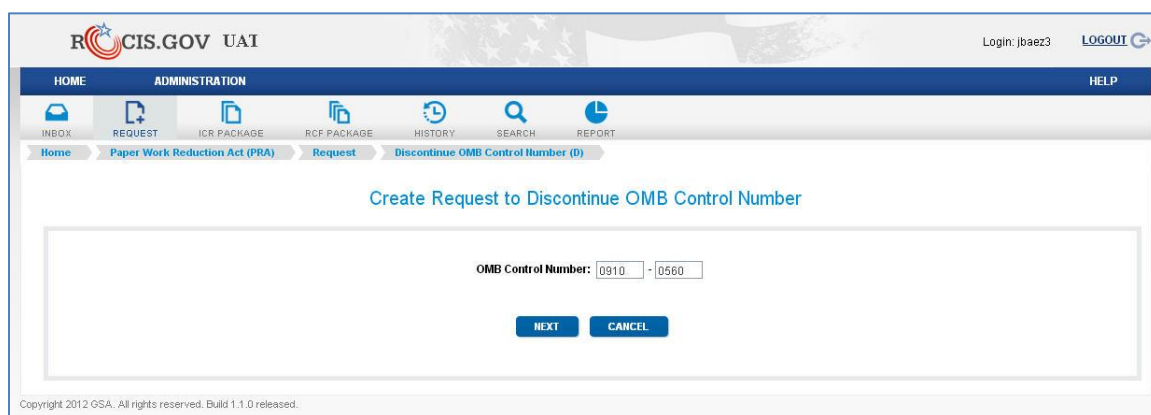 ROCIS.GOV UAI
Login: jbaez3 LOGOUT
HOME ADMINISTRATION HELP
INBOX REQUEST ICR PACKAGE RCF PACKAGE HISTORY SEARCH REPORT
Home Paper Work Reduction Act (PRA) Request Discontinue OMB Control Number (D)
Create Request to Discontinue OMB Control Number
OMB Control Number: 0910 - 0560
NEXT CANCEL
Copyright 2012 GSA. All rights reserved. Build 1.1.0 released.